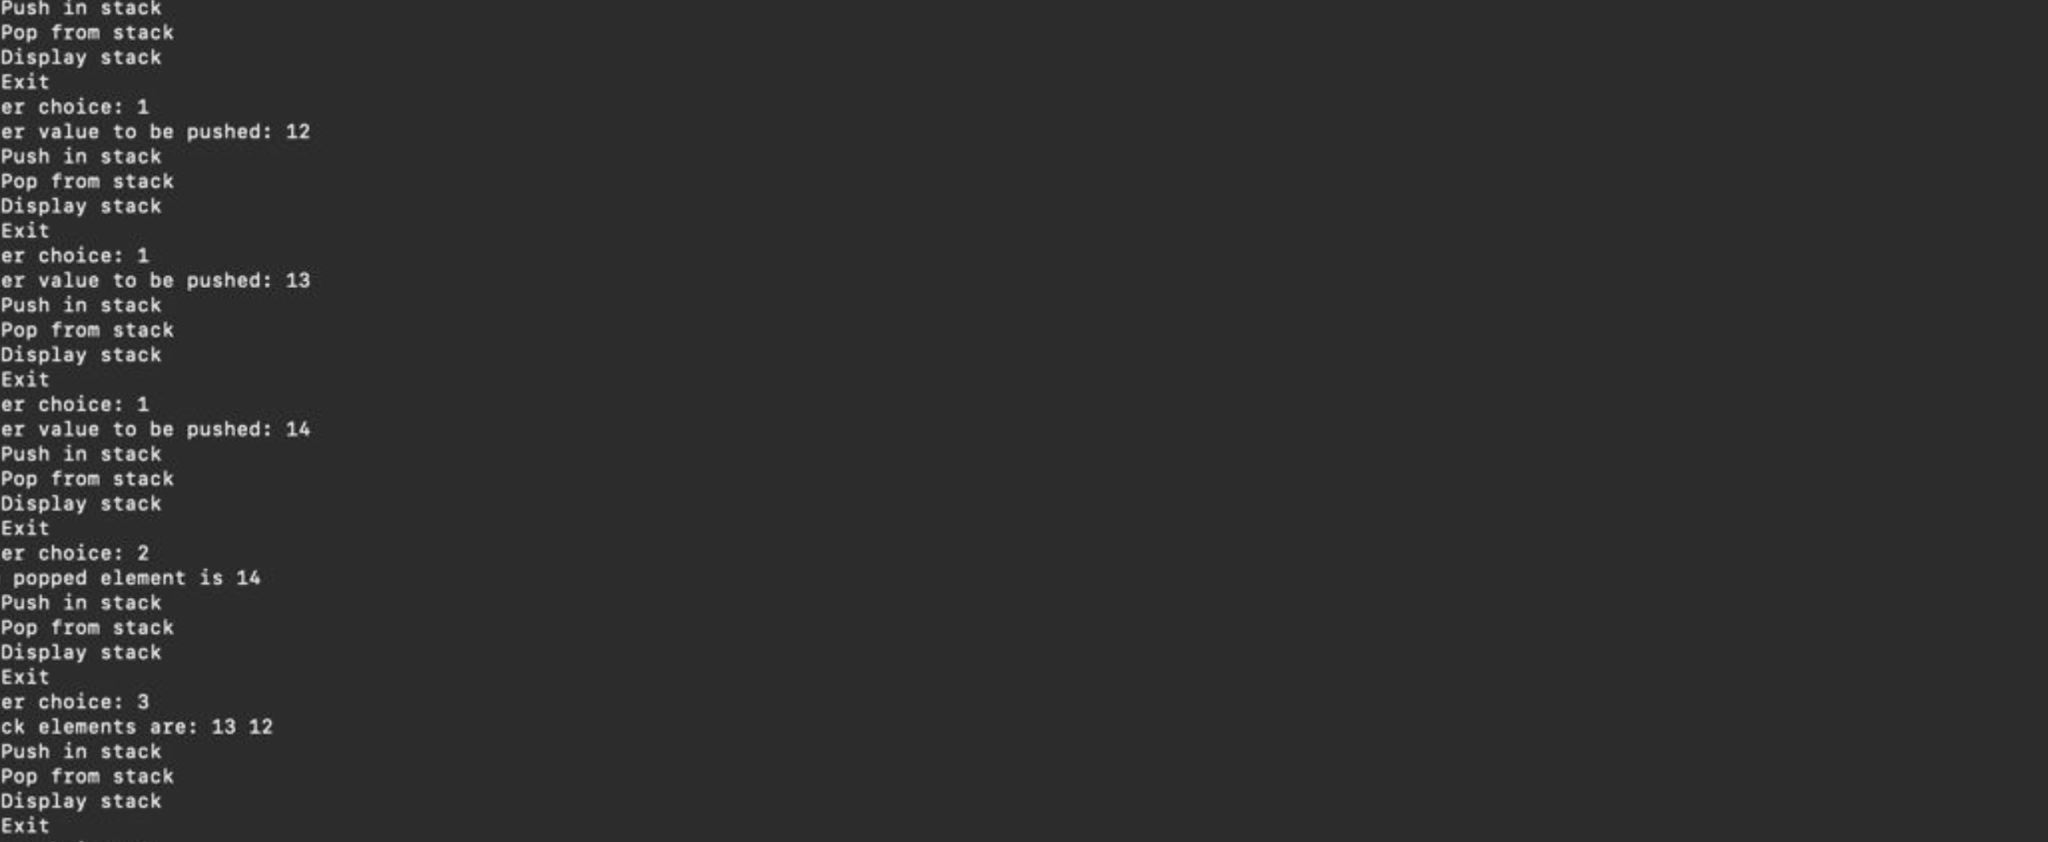 Push in stack
Pop from stack
Display stack
Exit
er choice: 1
er value to be pushed: 12
Push in stack
Pop from stack
Display stack
Exit
er choice: 1
er value to be pushed: 13
Push in stack
Pop from stack
Display stack
Exit
er choice: 1
er value to be pushed: 14
Push in stack
Pop from stack
Display stack
Exit
er choice: 2
popped element is 14
Push in stack
Pop from stack
Display stack
Exit
er choice: 3
ck elements are: 13 12
Push in stack
Pop from stack
Display stack
Exit